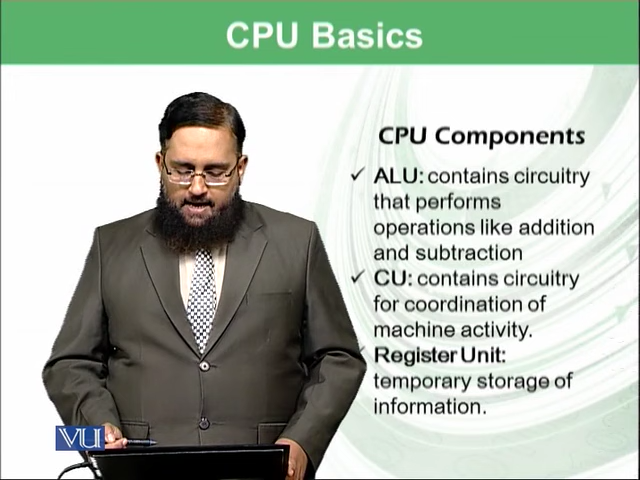 CPU Basics
CPU Components
✓ ALU: contains circuitry
that performs
operations like addition
and subtraction
✓ CU: contains circuitry
for coordination of
machine activity.
✓ Register Unit:
temporary storage of
information.
VU